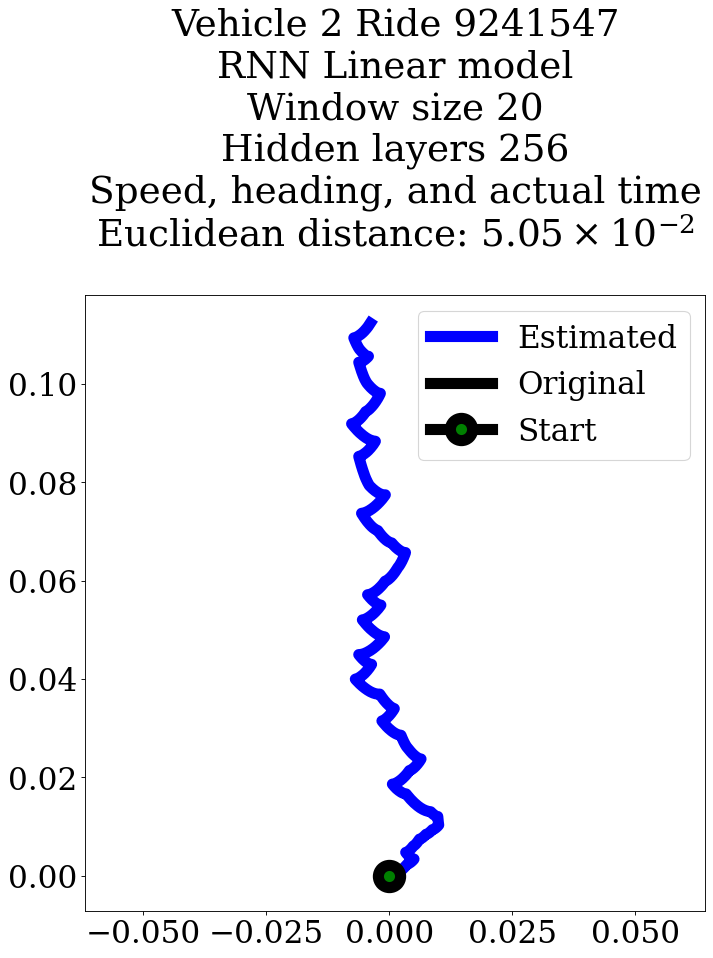 Vehicle 2 Ride 9241547
RNN Linear model
Window size 20
Hidden layers 256
Speed, heading, and actual time
Euclidean distance: 5.05 × 10⁻²
Estimated
Original
Start
0.10
0.08
0.06
0.04
0.02
0.00
−0.050 −0.025 0.000 0.025 0.050